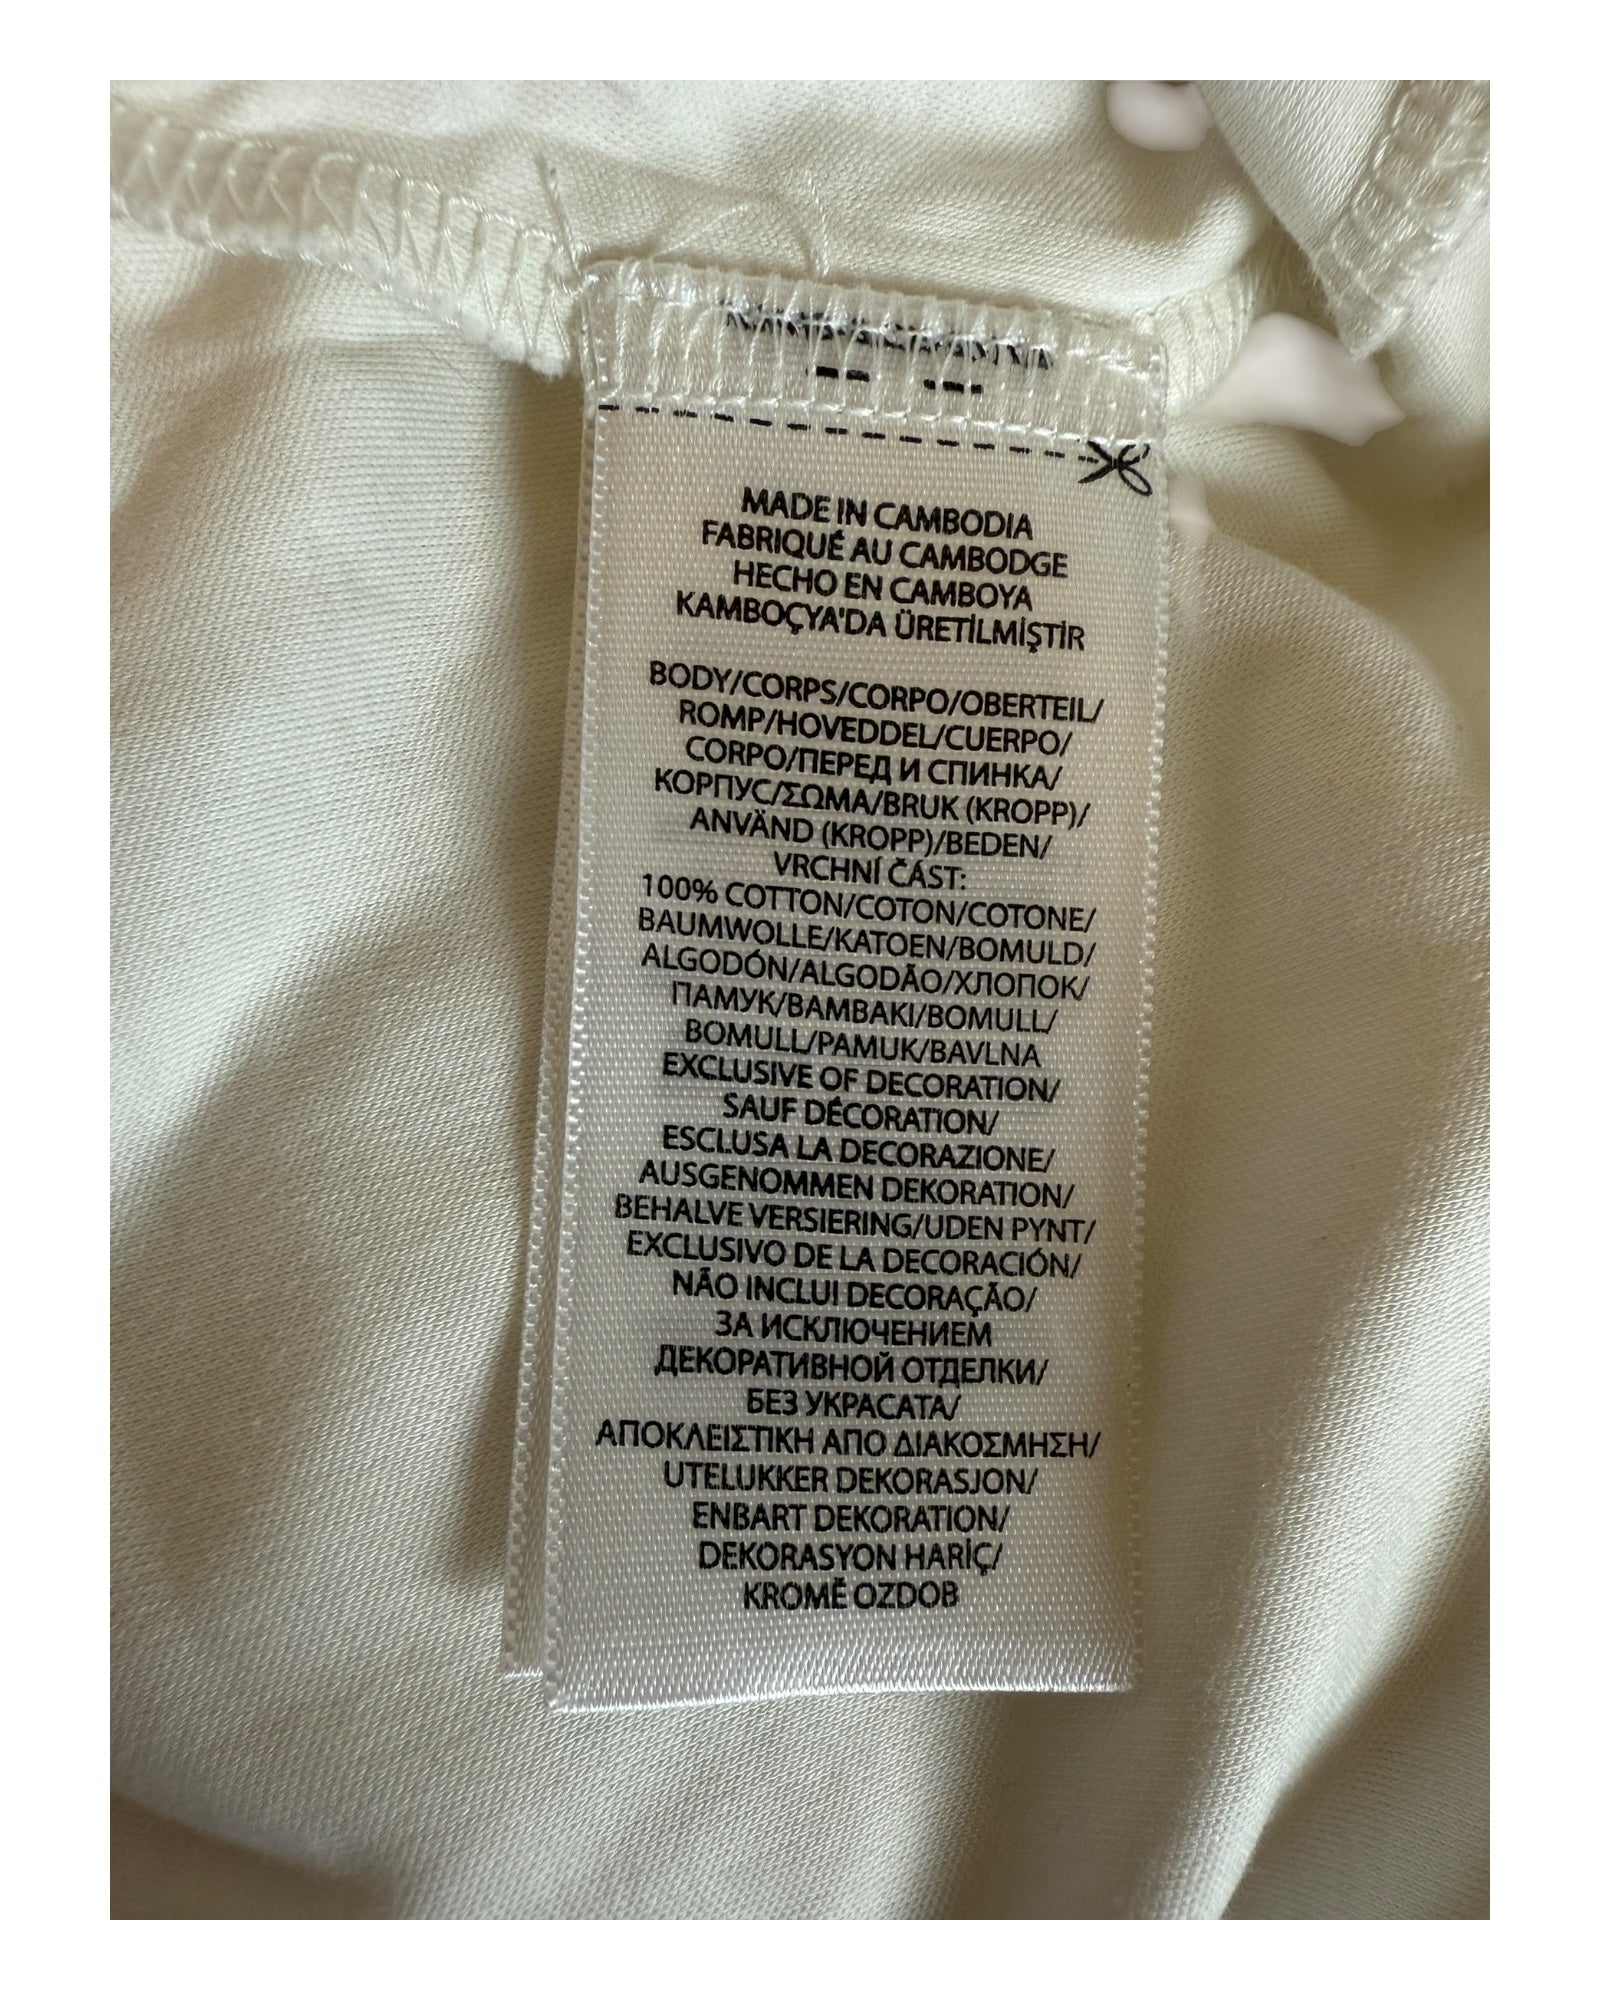 MADE IN CAMBODIA
FABRIQUÉ AU CAMBODGE
HECHO EN CAMBOYA
KAMBOÇYA'DA ÜRETİLMİŞTİR
BODY/CORPS/CORPO/OBERTEIL/
ROMP/HOVEDDEL/CUERPO/
CORPO/ПЕРЕД И СПИНКА/
КОРПУС/ΣΩΜΑ/BRUK (KROPP)/
ANVÄND (KROPP)/BEDEN/
VRCHNÍ ČÁST:
100% COTTON/COTON/COTONE/
BAUMWOLLE/KATOEN/BOMULD/
ALGODÓN/ALGODÃO/ХЛОПОК/
ПАМУК/BAMBAKI/BOMULL/
BOMULL/PAMUK/BAVLNA
EXCLUSIVE OF DECORATION/
SAUF DÉCORATION/
ESCLUSA LA DECORAZIONE/
AUSGENOMMEN DEKORATION/
BEHALVE VERSIERING/UDEN PYNT/
EXCLUSIVO DE LA DECORACIÓN/
NÃO INCLUI DECORAÇÃO/
ЗА ИСКЛЮЧЕНИЕМ
ДЕКОРАТИВНОЙ ОТДЕЛКИ/
БЕЗ УКРАСАТА/
ΑΠΟΚΛΕΙΣΤΙΚΗ ΑΠΟ ΔΙΑΚΟΣΜΗΣΗ/
UTELUKKER DEKORASJON/
ENBART DEKORATION/
DEKORASYON HARİÇ/
KROMĚ OZDOB